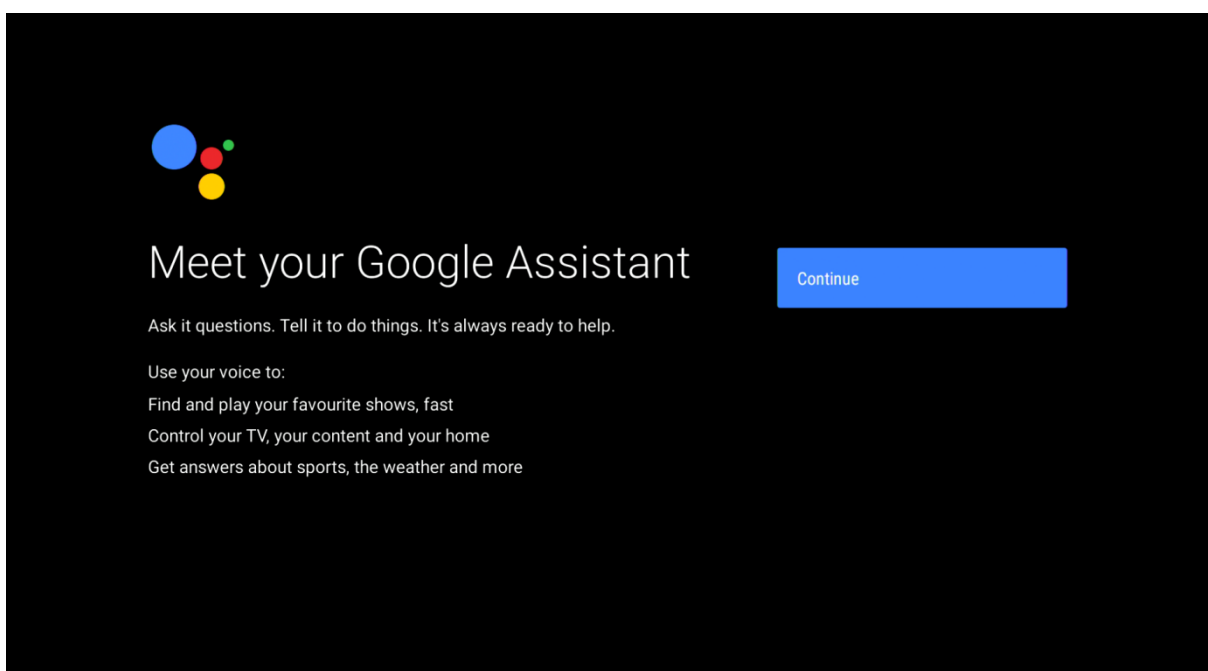 Meet your Google Assistant
Ask it questions. Tell it to do things. It's always ready to help.
Use your voice to:
Find and play your favourite shows, fast
Control your TV, your content and your home
Get answers about sports, the weather and more
Continue